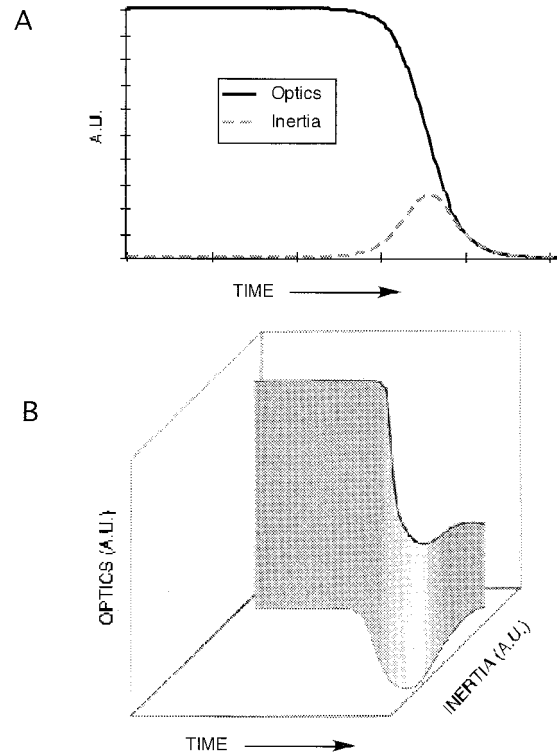 A
A.U.
Optics
Inertia
TIME
B
OPTICS (A.U.)
INERTIA (A.U.)
TIME